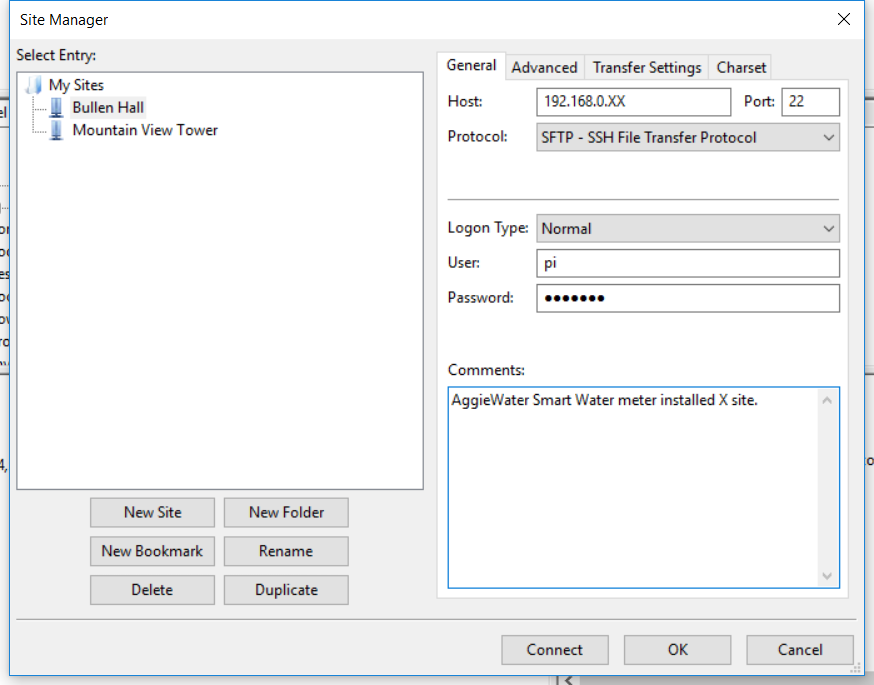 Site Manager
Select Entry:
My Sites
Bullen Hall
Mountain View Tower
New Site
New Folder
New Bookmark
Rename
Delete
Duplicate
General
Advanced
Transfer Settings
Charset
Host:
192.168.0.XX
Port:
22
Protocol:
SFTP - SSH File Transfer Protocol
Logon Type:
Normal
User:
pi
Password:
●●●●●●●
Comments:
AggieWater Smart Water meter installed X site.
Connect
OK
Cancel